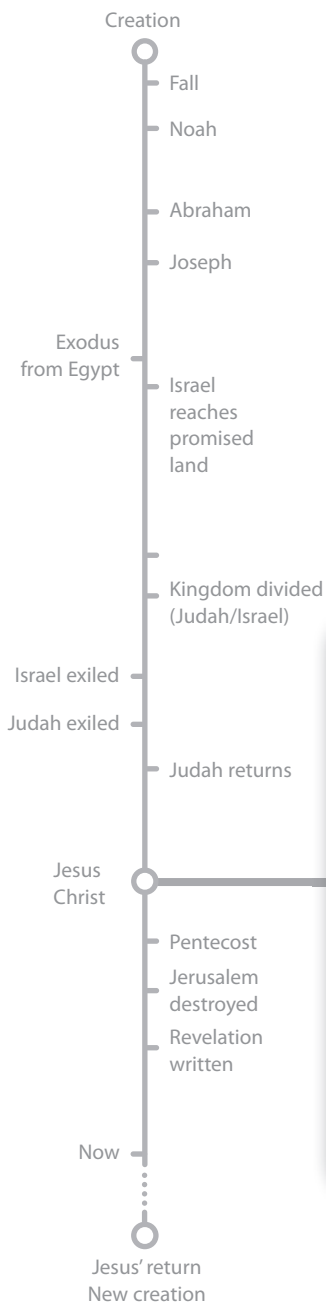 Creation
Fall
Noah
Abraham
Joseph
Exodus
from Egypt
Israel
reaches
promised
land
Kingdom divided
(Judah/Israel)
Israel exiled
Judah exiled
Judah returns
Jesus
Christ
Pentecost
Jerusalem
destroyed
Revelation
written
Now
Jesus’ return
New creation